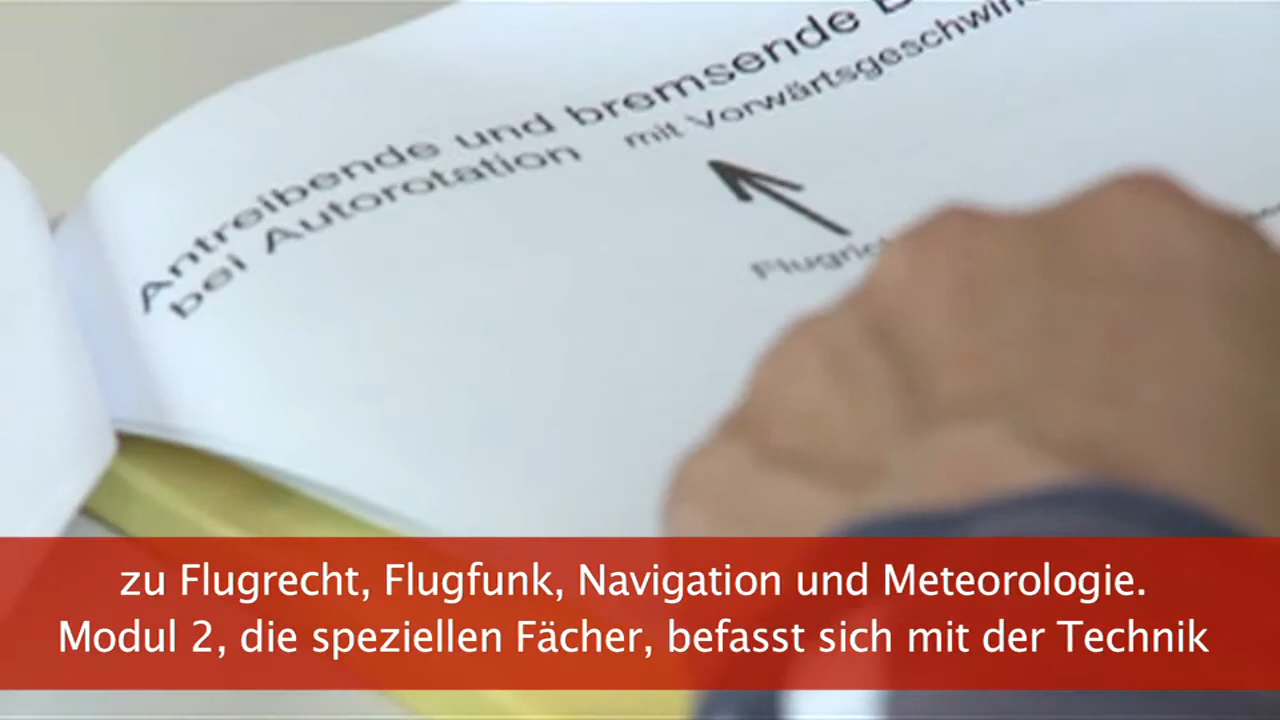 Antreibende und bremsende
bei Autorotation mit Vorwärtsgeschwin
Flugric
zu Flugrecht, Flugfunk, Navigation und Meteorologie.
Modul 2, die speziellen Fächer, befasst sich mit der Technik